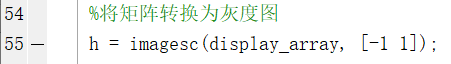 54 %将矩阵转换为灰度图
55 — h = imagesc(display_array, [-1 1]);